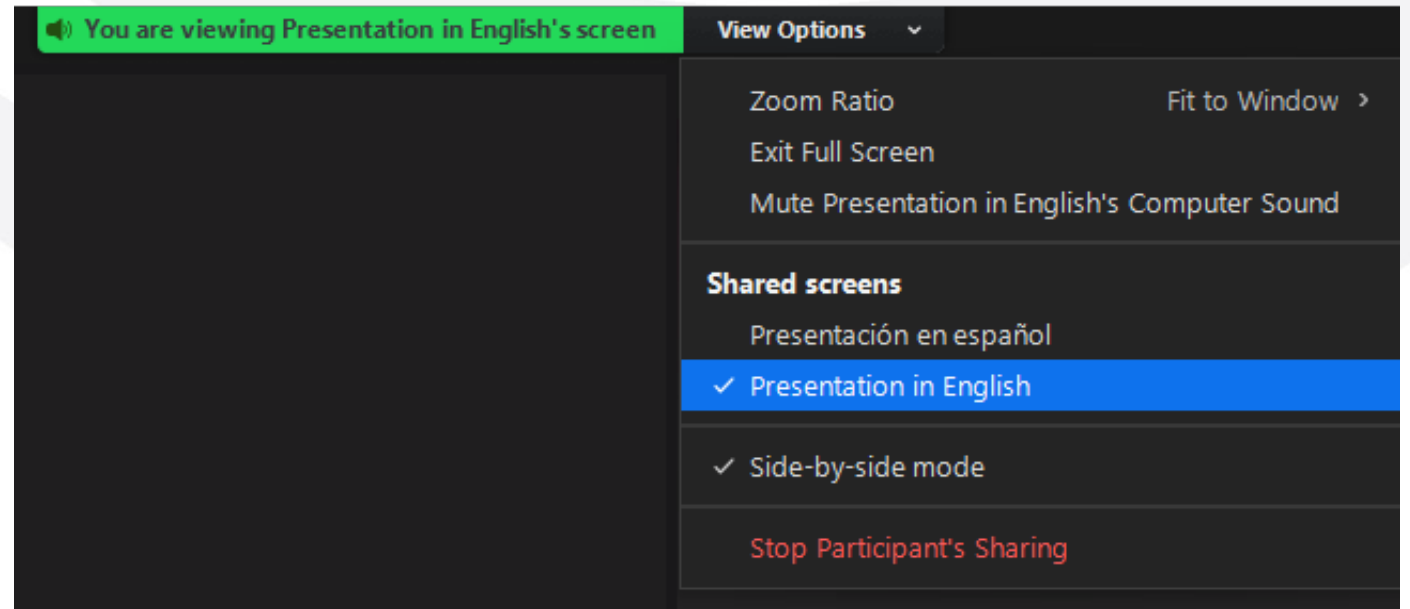 You are viewing Presentation in English's screen View Options
Zoom Ratio Fit to Window
Exit Full Screen
Mute Presentation in English's Computer Sound
Shared screens
Presentación en español
Presentation in English
Side-by-side mode
Stop Participant's Sharing